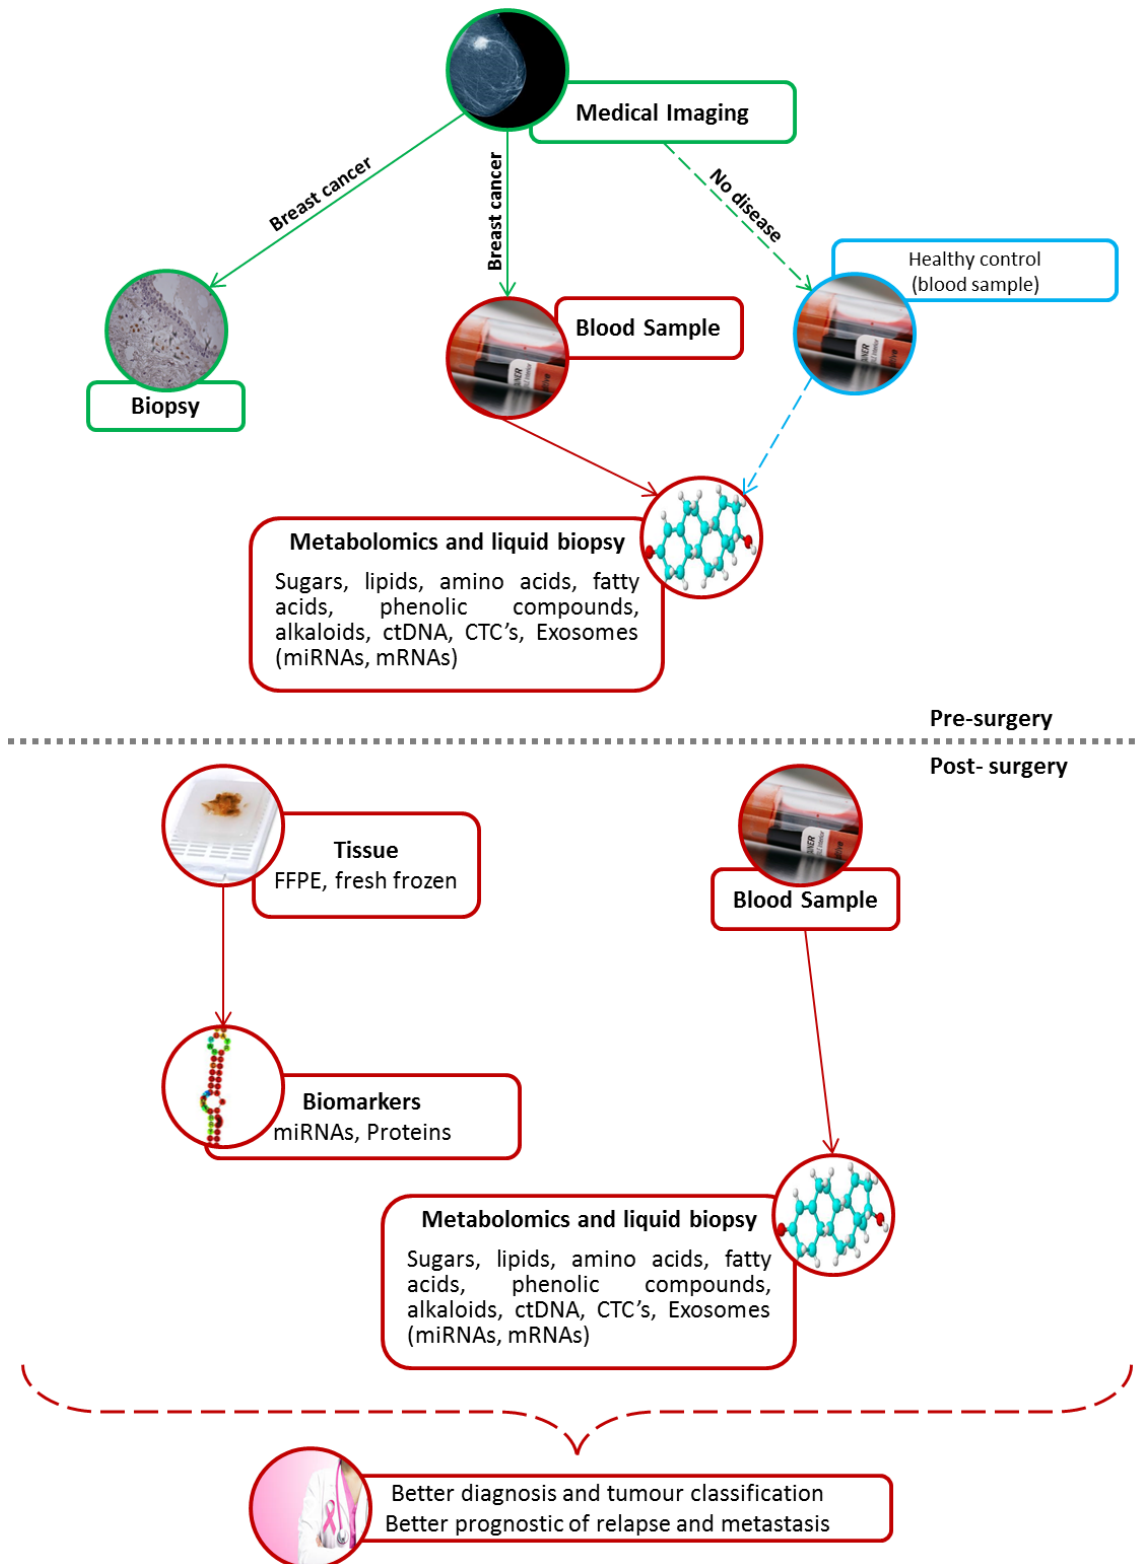 Medical Imaging
Breast cancer
Breast cancer
No disease
Healthy control
(blood sample)
Blood Sample
Biopsy
Metabolomics and liquid biopsy
Sugars, lipids, amino acids, fatty
acids, phenolic compounds,
alkaloids, ctDNA, CTC’s, Exosomes
(miRNAs, mRNAs)
Pre-surgery
Post- surgery
Tissue
FFPE, fresh frozen
Blood Sample
Biomarkers
miRNAs, Proteins
Metabolomics and liquid biopsy
Sugars, lipids, amino acids, fatty
acids, phenolic compounds,
alkaloids, ctDNA, CTC’s, Exosomes
(miRNAs, mRNAs)
Better diagnosis and tumour classification
Better prognostic of relapse and metastasis